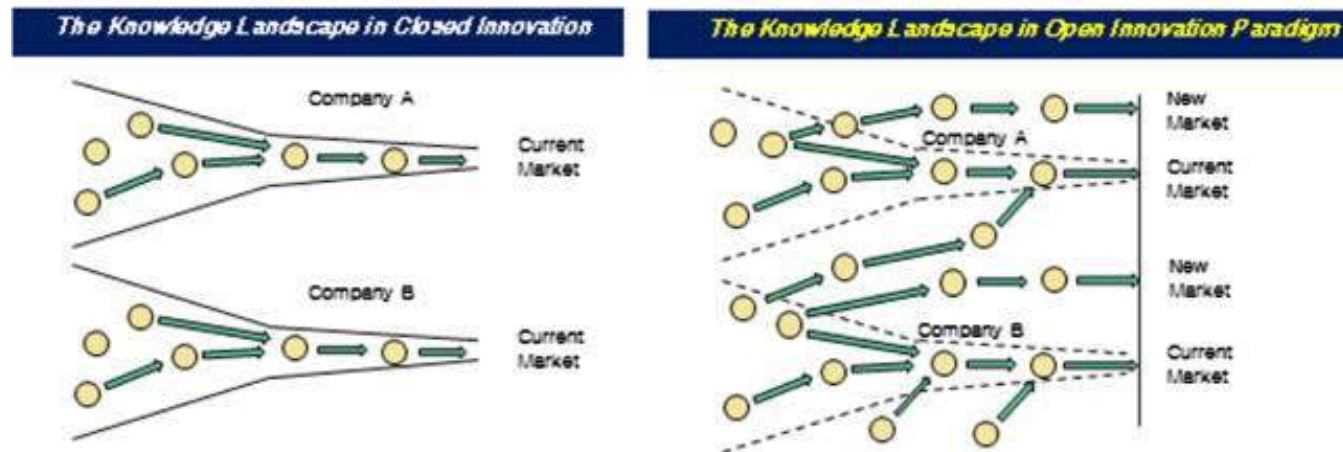 The Knowledge Landscape in Closed Innovation
Company A
Current
Market
Company B
Current
Market
The Knowledge Landscape in Open Innovation Paradigm
New
Market
Company A
Current
Market
New
Market
Company B
Current
Market